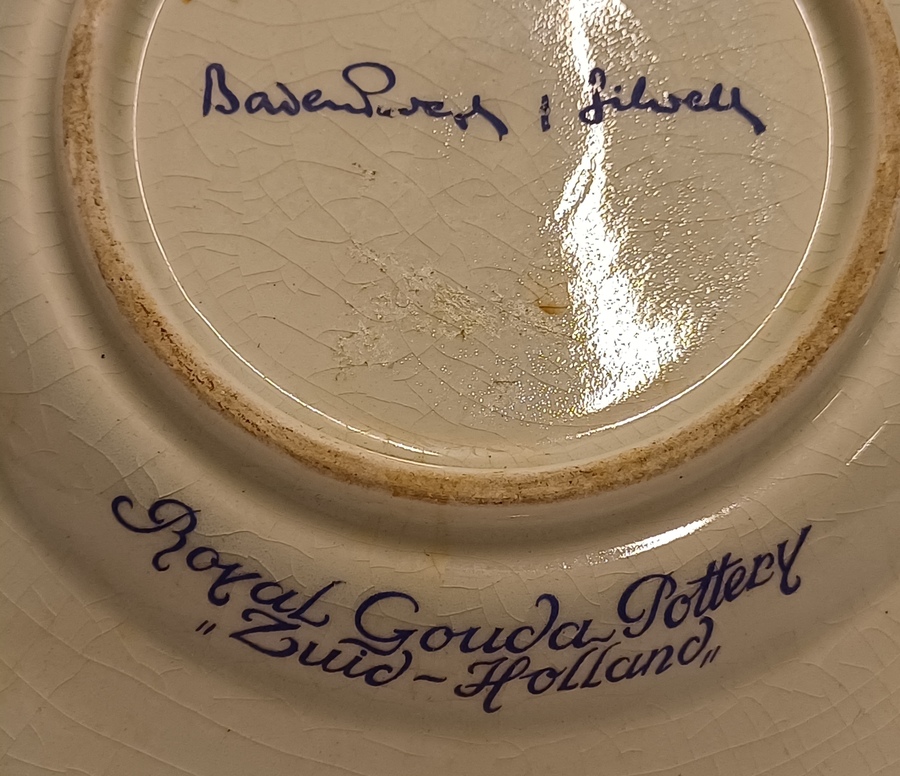 Baden Powell of Gilwell
Royal Gouda Pottery
"Zuid-Holland"